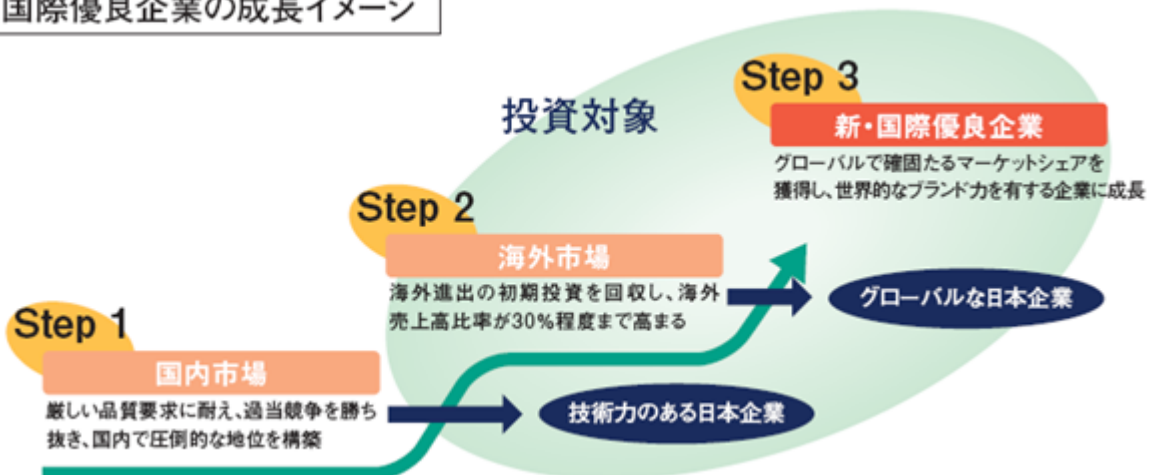 国際優良企業の成長イメージ
投資対象
Step 3
新・国際優良企業
グローバルで確固たるマーケットシェアを
獲得し、世界的なブランド力を有する企業に成長
Step 2
海外市場
海外進出の初期投資を回収し、海外
売上高比率が30%程度まで高まる
グローバルな日本企業
Step 1
国内市場
厳しい品質要求に耐え、過当競争を勝ち
抜き、国内で圧倒的な地位を構築
技術力のある日本企業